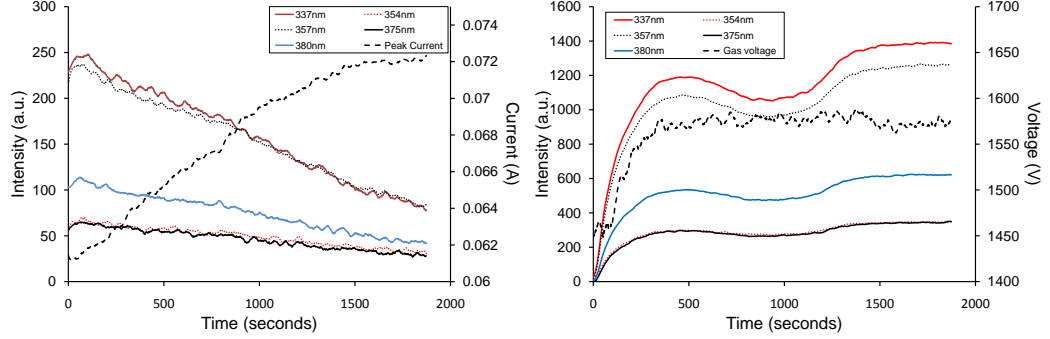 337nm 354nm
357nm 375nm
380nm Peak Current
300
250
200
150
100
50
0
Intensity (a.u.)
0.074
0.072
0.07
0.068
0.066
0.064
0.062
0.06
Current (A)
0 500 1000 1500 2000
Time (seconds)
337nm 354nm
357nm 375nm
380nm Gas voltage
1600
1400
1200
1000
800
600
400
200
0
Intensity (a.u.)
1700
1650
1600
1550
1500
1450
1400
Voltage (V)
0 500 1000 1500 2000
Time (seconds)